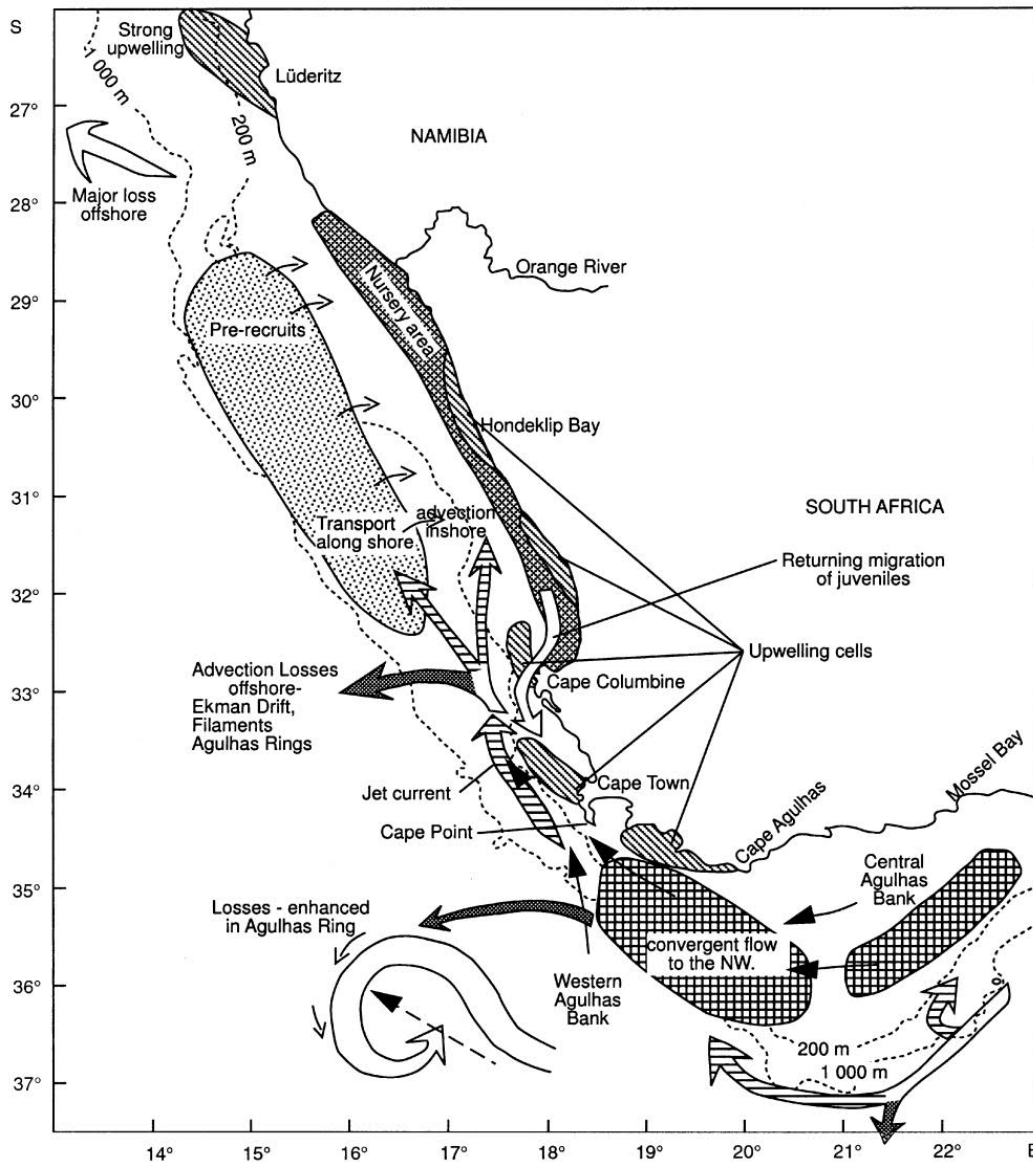 S
Strong
upwelling
1 000 m
Lüderitz
27°
200 m
NAMIBIA
Major loss
offshore
28°
Orange River
Nursery area
29°
Pre-recruits
30°
Hondeklip Bay
31°
SOUTH AFRICA
Transport
along shore
advection
inshore
Returning migration
of juveniles
32°
Upwelling cells
Advection Losses
offshore-
Ekman Drift,
Filaments
Agulhas Rings
33°
Cape Columbine
Jet current
34°
Cape Town
Mossel Bay
Cape Point
Cape Agulhas
Central
Agulhas
Bank
35°
Losses - enhanced
in Agulhas Ring
convergent flow
to the NW.
36°
Western
Agulhas
Bank
200 m
1 000 m
37°
14°
15°
16°
17°
18°
19°
20°
21°
22°
E